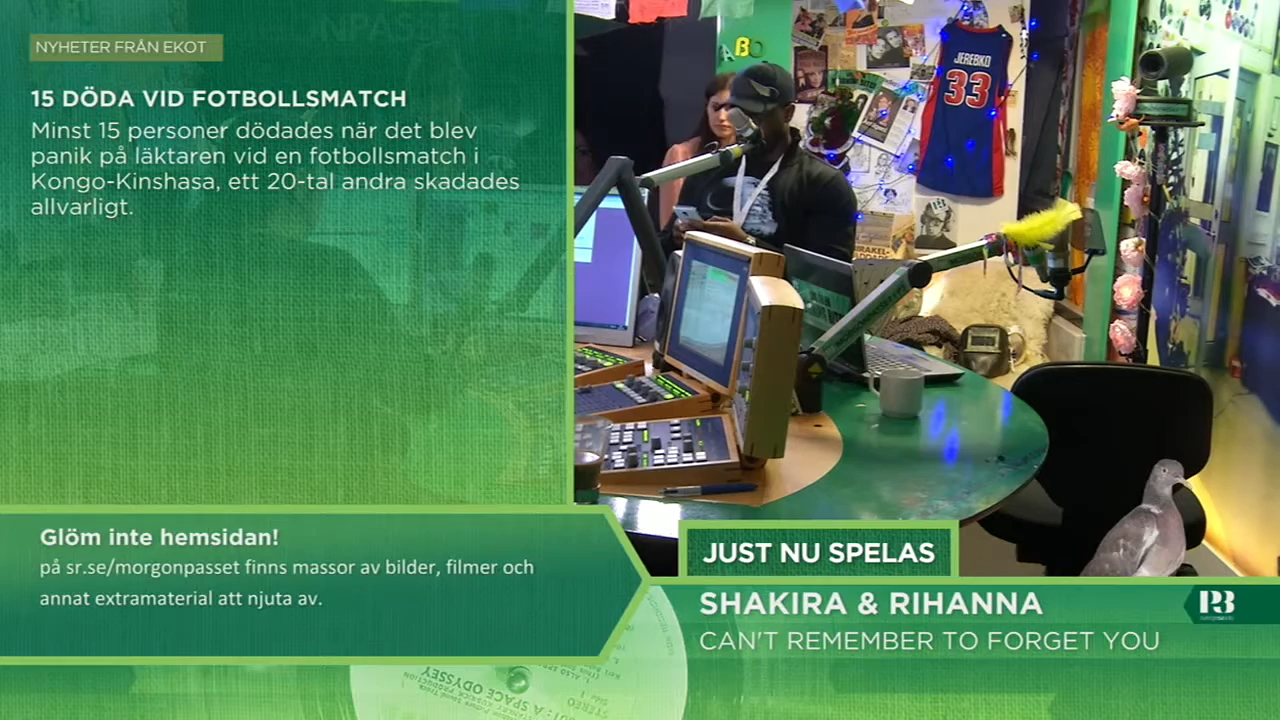 NYHETER FRÅN EKOT
15 DÖDA VID FOTBOLLSMATCH
Minst 15 personer dödades när det blev
panik på läktaren vid en fotbollsmatch i
Kongo-Kinshasa, ett 20-tal andra skadades
allvarligt.
JEREBKO
33
Glöm inte hemsidan!
på sr.se/morgonpasset finns massor av bilder, filmer och
annat extramaterial att njuta av.
JUST NU SPELAS
SHAKIRA & RIHANNA
CAN'T REMEMBER TO FORGET YOU
P3
A SPACE ODYSSEY
STEREO